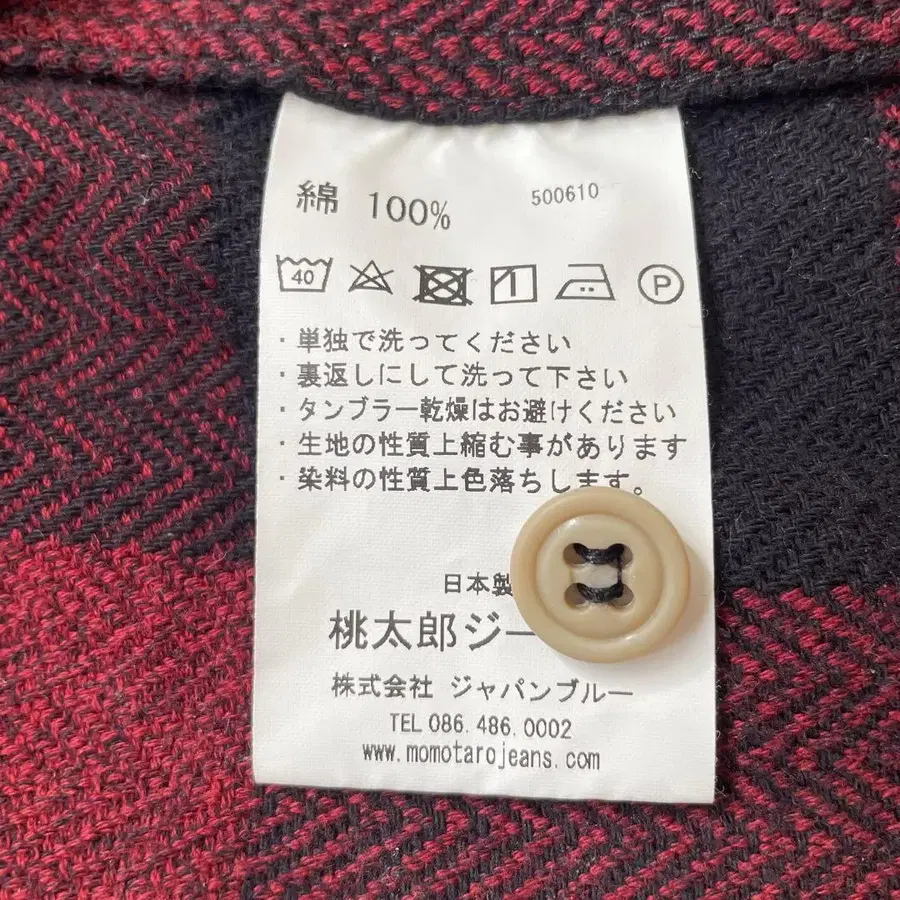 綿 100% 500610
40 P
・単独で洗ってください
・裏返しにして洗って下さい
・タンブラー乾燥はお避けください
・生地の性質上縮む事があります
・染料の性質上色落ちします。
日本製
桃太郎ジー
株式会社 ジャパンブルー
TEL 086.486.0002
www.momotarojeans.com